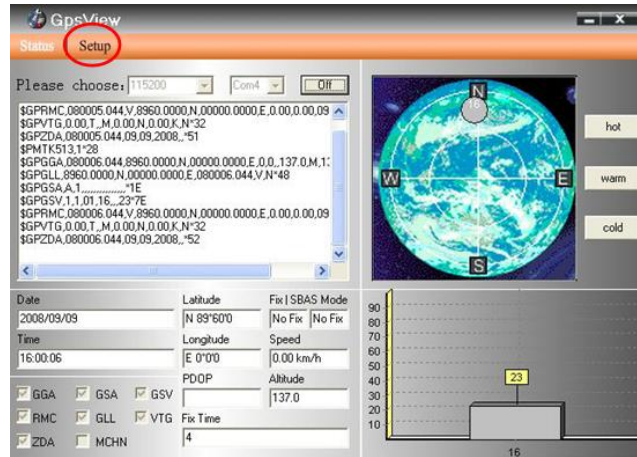 GpsView
Status Setup
Please choose: 115200 Com4 Off
$GPRMC,080005.044,V,8960.0000,N,00000.0000,E,0.00,0.00,09
$GPVTG,0.00,T,,M,0.00,N,0.00,K,N*32
$GPZDA,080005.044,09,09,2008,,*51
$PMTK513,1*28
$GPGGA,080006.044,8960.0000,N,00000.0000,E,0,0,,137.0,M,1
$GPGLL,8960.0000,N,00000.0000,E,080006.044,V,N*48
$GPGSA,A,1,,,,,,,,,,,,,,,*1E
$GPGSV,1,1,01,16,,,23*7E
$GPRMC,080006.044,V,8960.0000,N,00000.0000,E,0.00,0.00,09
$GPVTG,0.00,T,,M,0.00,N,0.00,K,N*32
$GPZDA,080006.044,09,09,2008,,*52
N
16
W
E
S
hot
warm
cold
Date Latitude Fix | SBAS Mode
2008/09/09 N 89°60'0 No Fix No Fix
Time Longitude Speed
16:00:06 E 0°0'0 0.00 km/h
PDOP Altitude
137.0
GGA GSA GSV
RMC GLL VTG Fix Time
ZDA MCHN 4
90
80
70
60
50
40
30
20
10
23
16